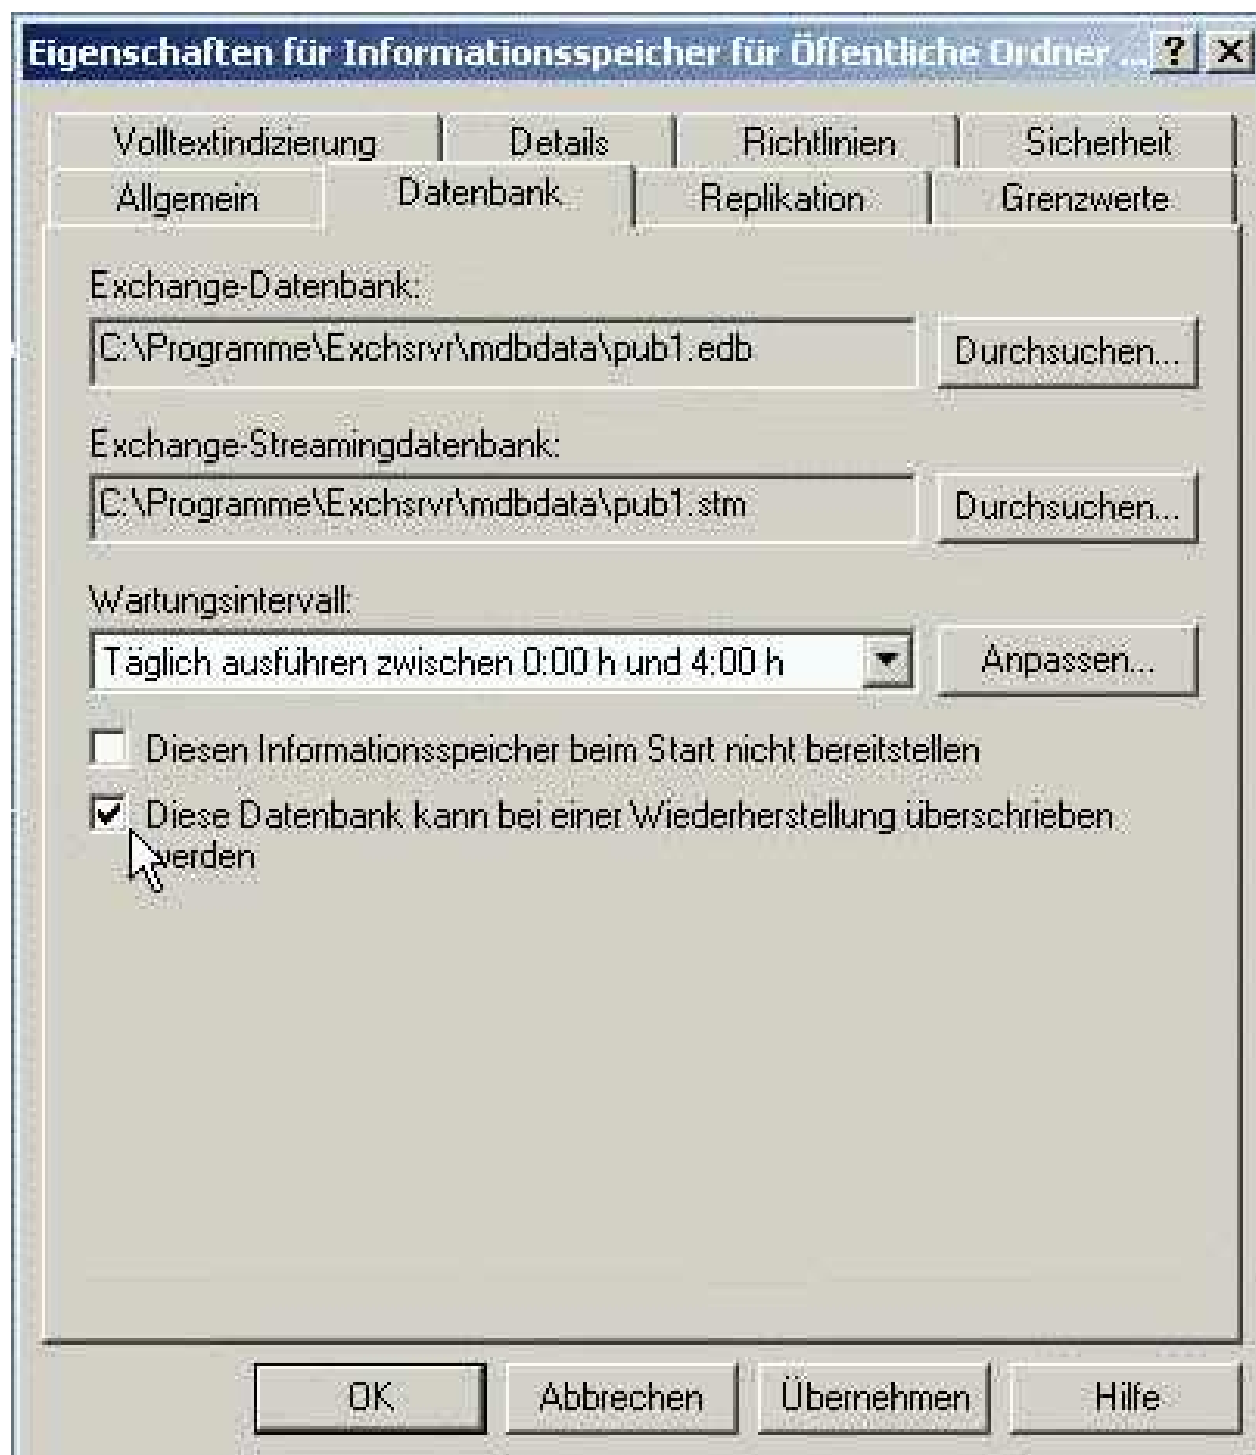 Eigenschaften für Informationsspeicher für Öffentliche Ordner ...
Volltextindizierung Details Richtlinien Sicherheit
Allgemein Datenbank Replikation Grenzwerte
Exchange-Datenbank:
C:\Programme\Exchsrvr\mdbdata\pub1.edb Durchsuchen...
Exchange-Streamingdatenbank:
C:\Programme\Exchsrvr\mdbdata\pub1.stm Durchsuchen...
Wartungsintervall:
Täglich ausführen zwischen 0:00 h und 4:00 h Anpassen...
Diesen Informationsspeicher beim Start nicht bereitstellen
Diese Datenbank kann bei einer Wiederherstellung überschrieben
werden
OK Abbrechen Übernehmen Hilfe